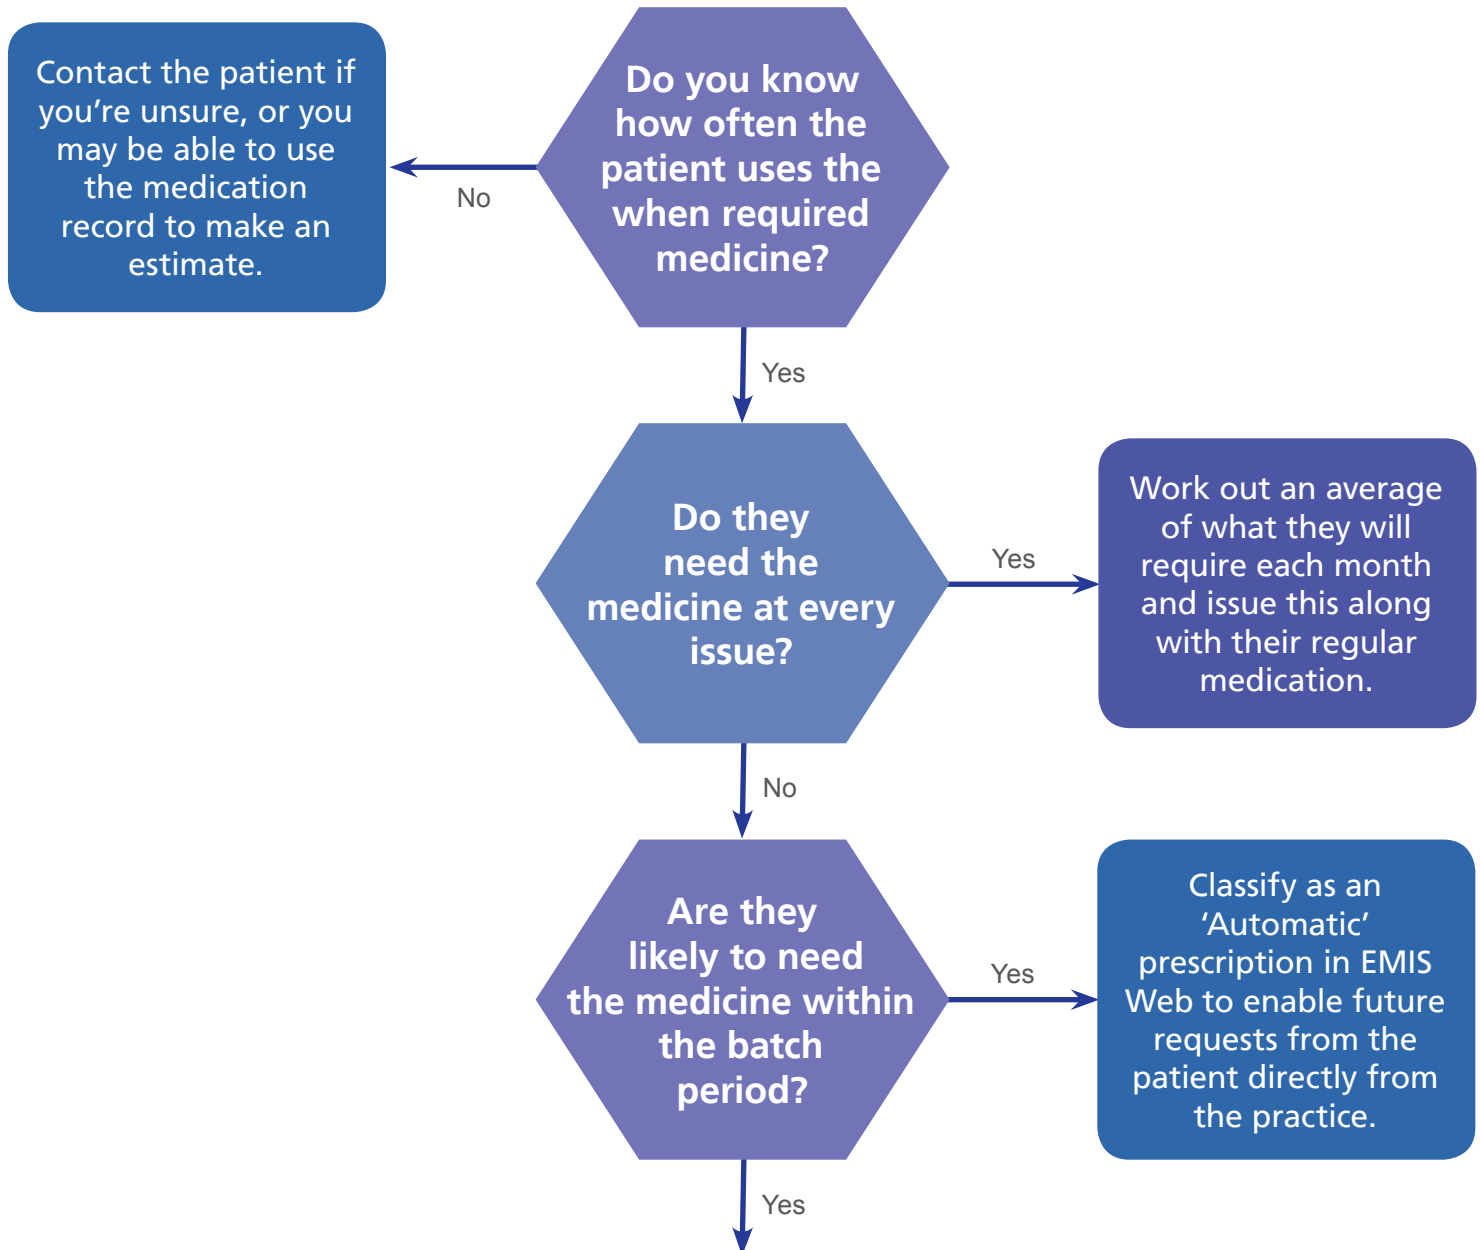 Do you know
how often the
patient uses the
when required
medicine?
No
Contact the patient if
you're unsure, or you
may be able to use
the medication
record to make an
estimate.
Yes
Do they
need the
medicine at every
issue?
Yes
Work out an average
of what they will
require each month
and issue this along
with their regular
medication.
No
Are they
likely to need
the medicine within
the batch
period?
Yes
Classify as an
‘Automatic’
prescription in EMIS
Web to enable future
requests from the
patient directly from
the practice.
Yes